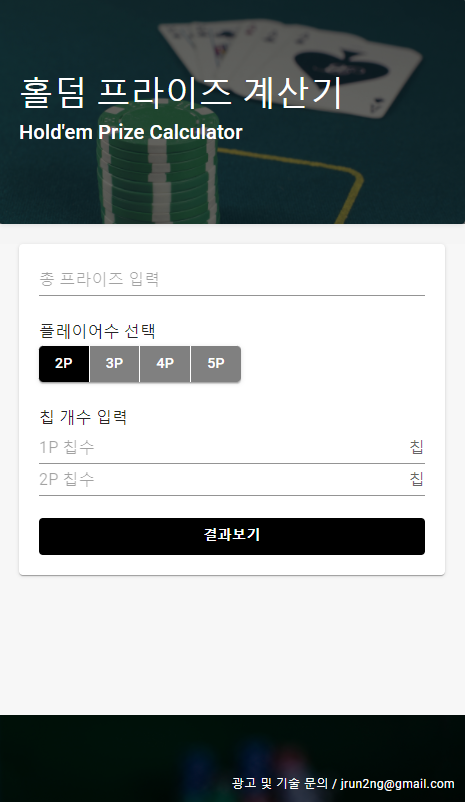 홀덤 프라이즈 계산기
Hold'em Prize Calculator
총 프라이즈 입력
플레이어수 선택
2P 3P 4P 5P
칩 개수 입력
1P 칩수 칩
2P 칩수 칩
결과보기
광고 및 기술 문의 / jrun2ng@gmail.com